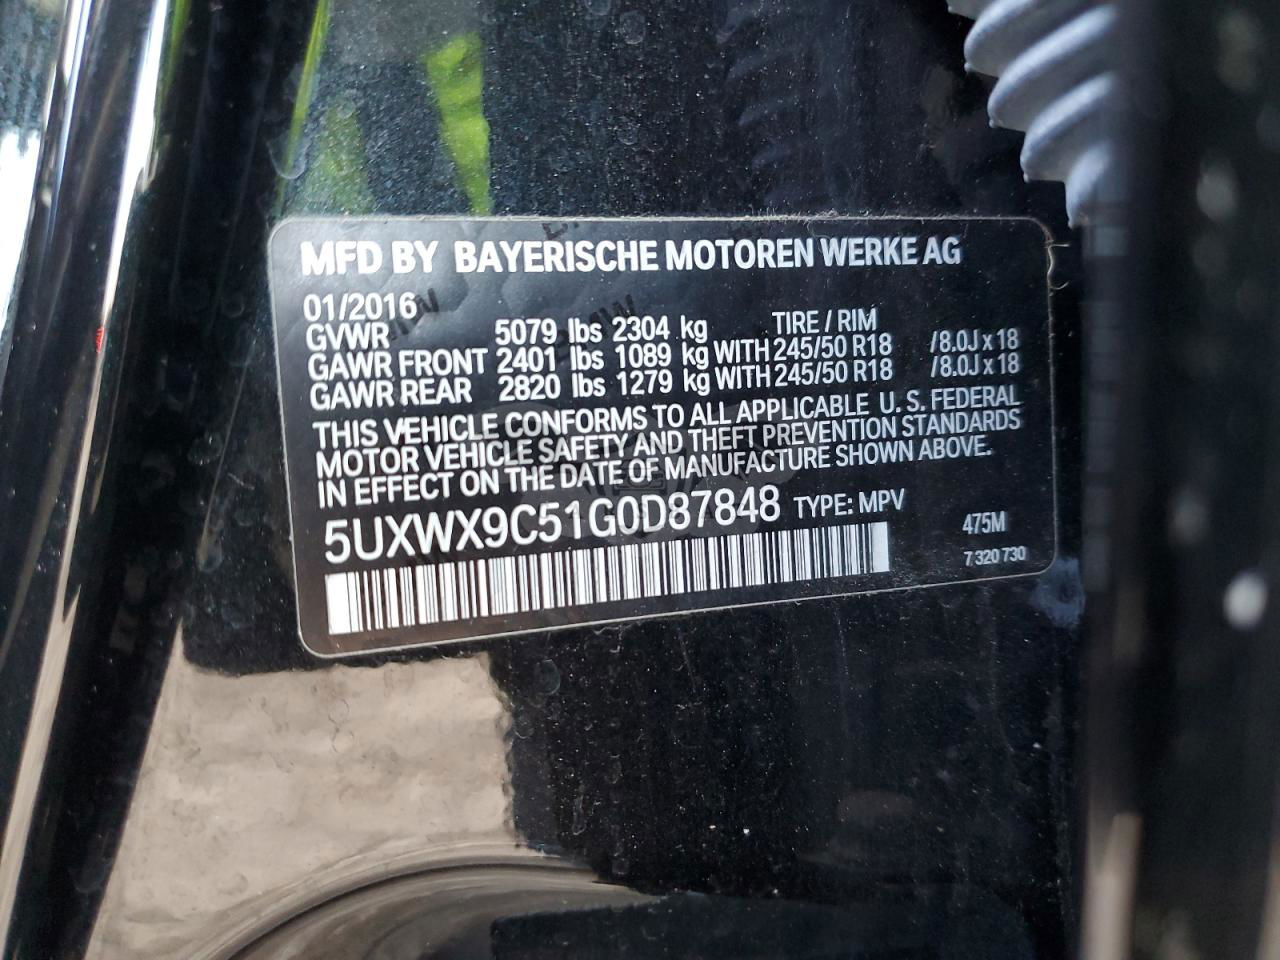 MFD BY BAYERISCHE MOTOREN WERKE AG
01/2016
GVWR 5079 lbs 2304 kg TIRE / RIM
GAWR FRONT 2401 lbs 1089 kg WITH 245/50 R18 /8.0J x 18
GAWR REAR 2820 lbs 1279 kg WITH 245/50 R18 /8.0J x 18
THIS VEHICLE CONFORMS TO ALL APPLICABLE U. S. FEDERAL
MOTOR VEHICLE SAFETY AND THEFT PREVENTION STANDARDS
IN EFFECT ON THE DATE OF MANUFACTURE SHOWN ABOVE.
5UXWX9C51G0D87848 TYPE: MPV
475M
7 320 730